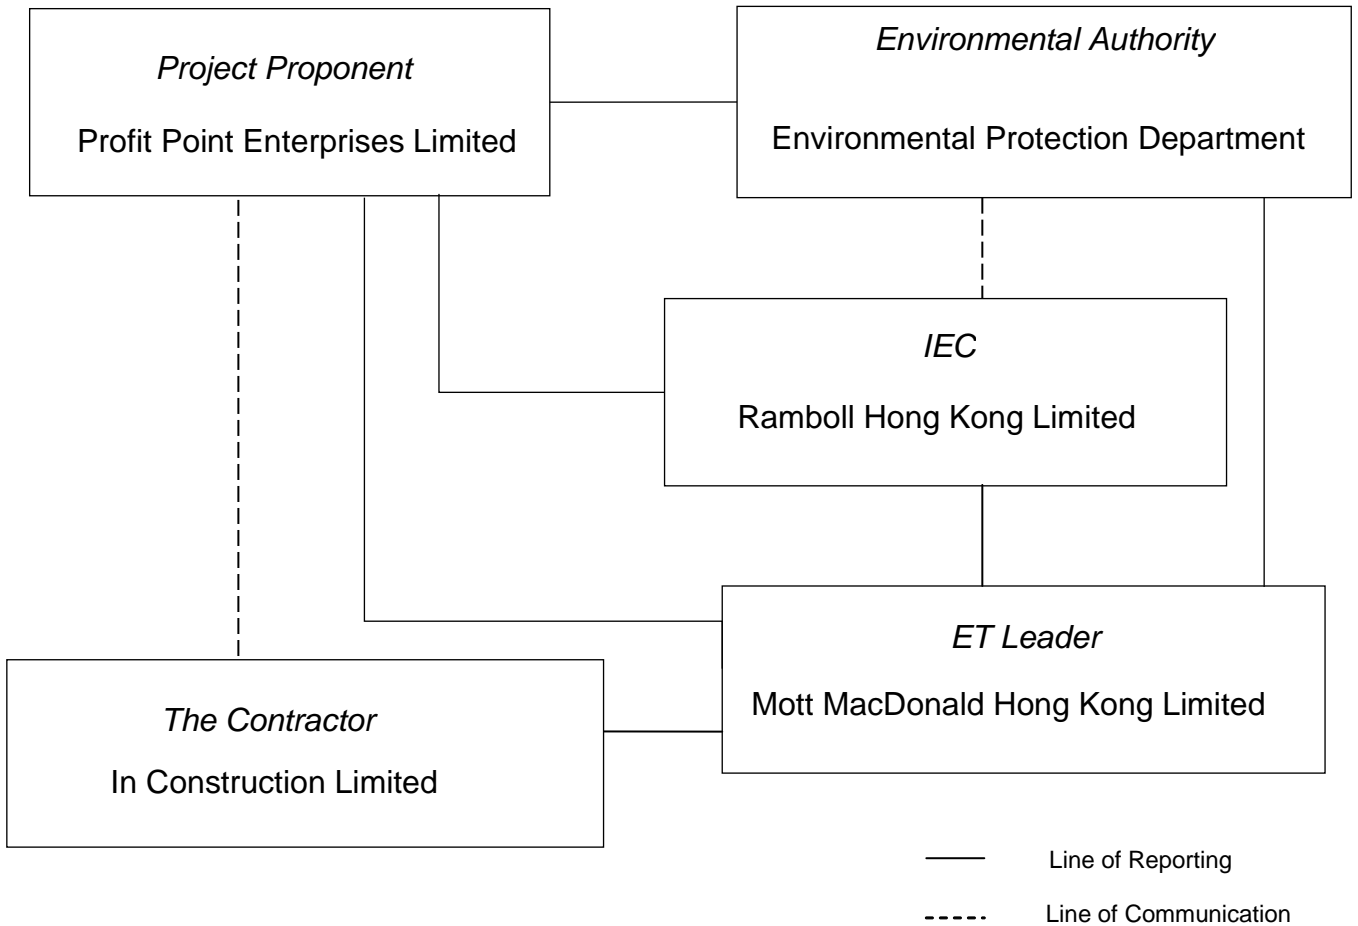 Project Proponent
Profit Point Enterprises Limited
Environmental Authority
Environmental Protection Department
IEC
Ramboll Hong Kong Limited
ET Leader
Mott MacDonald Hong Kong Limited
The Contractor
In Construction Limited
Line of Reporting
Line of Communication